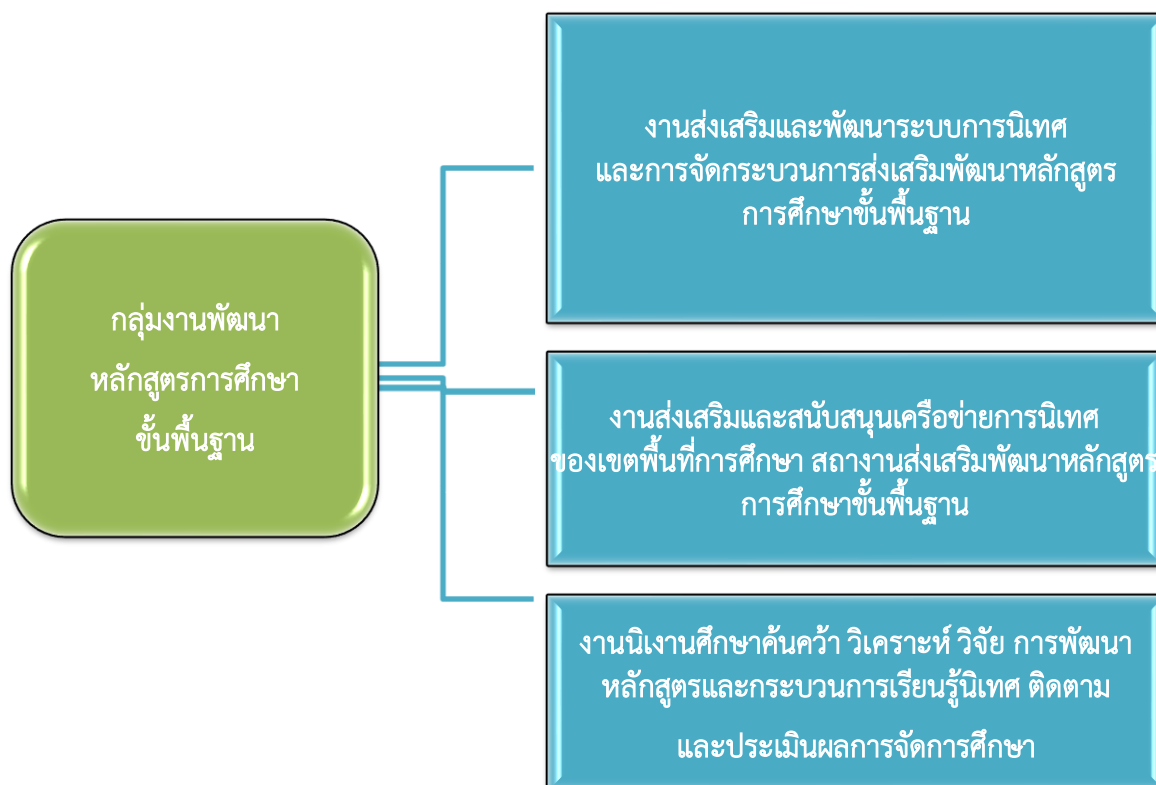 กลุ่มงานพัฒนา
หลักสูตรการศึกษา
ขั้นพื้นฐาน
งานส่งเสริมและพัฒนาระบบการนิเทศ
และการจัดกระบวนการส่งเสริมพัฒนาหลักสูตร
การศึกษาขั้นพื้นฐาน
งานส่งเสริมและสนับสนุนเครือข่ายการนิเทศ
ของเขตพื้นที่การศึกษา สถางานส่งเสริมพัฒนาหลักสูตร
การศึกษาขั้นพื้นฐาน
งานนิเงานศึกษาค้นคว้า วิเคราะห์ วิจัย การพัฒนา
หลักสูตรและกระบวนการเรียนรู้นิเทศ ติดตาม
และประเมินผลการจัดการศึกษา